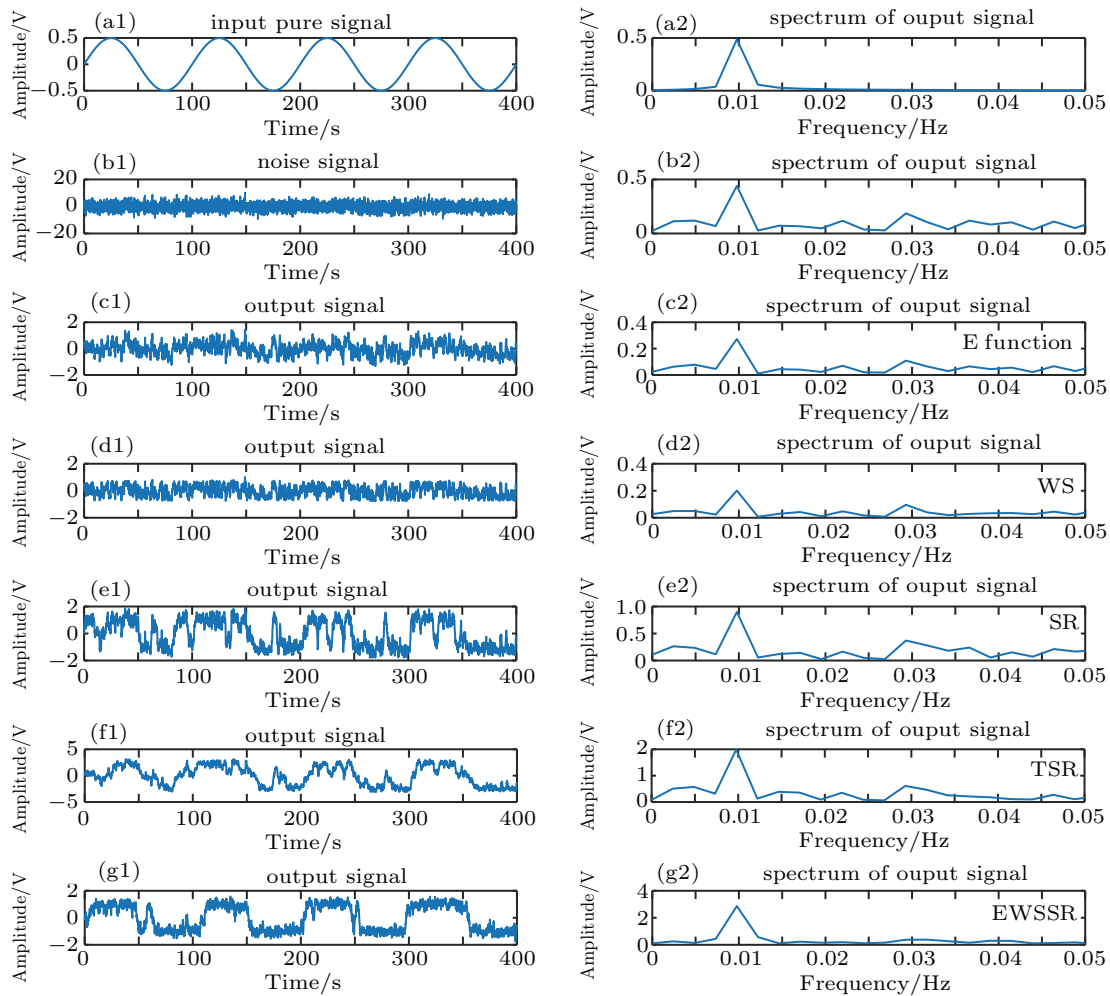 (a1) input pure signal
Amplitude/V
0.5
0
−0.5
0 100 200 300 400
Time/s
(a2) spectrum of ouput signal
Amplitude/V
0.5
0
0 0.01 0.02 0.03 0.04 0.05
Frequency/Hz
(b1) noise signal
Amplitude/V
20
0
−20
0 100 200 300 400
Time/s
(b2) spectrum of ouput signal
Amplitude/V
0.5
0
0 0.01 0.02 0.03 0.04 0.05
Frequency/Hz
(c1) output signal
Amplitude/V
2
0
−2
0 100 200 300 400
Time/s
(c2) spectrum of ouput signal
Amplitude/V
0.4
0.2
0
E function
0 0.01 0.02 0.03 0.04 0.05
Frequency/Hz
(d1) output signal
Amplitude/V
2
0
−2
0 100 200 300 400
Time/s
(d2) spectrum of ouput signal
Amplitude/V
0.4
0.2
0
WS
0 0.01 0.02 0.03 0.04 0.05
Frequency/Hz
(e1) output signal
Amplitude/V
2
0
−2
0 100 200 300 400
Time/s
(e2) spectrum of ouput signal
Amplitude/V
1.0
0.5
0
SR
0 0.01 0.02 0.03 0.04 0.05
Frequency/Hz
(f1) output signal
Amplitude/V
5
0
−5
0 100 200 300 400
Time/s
(f2) spectrum of ouput signal
Amplitude/V
2
1
0
TSR
0 0.01 0.02 0.03 0.04 0.05
Frequency/Hz
(g1) output signal
Amplitude/V
2
0
−2
0 100 200 300 400
Time/s
(g2) spectrum of ouput signal
Amplitude/V
4
2
0
EWSSR
0 0.01 0.02 0.03 0.04 0.05
Frequency/Hz